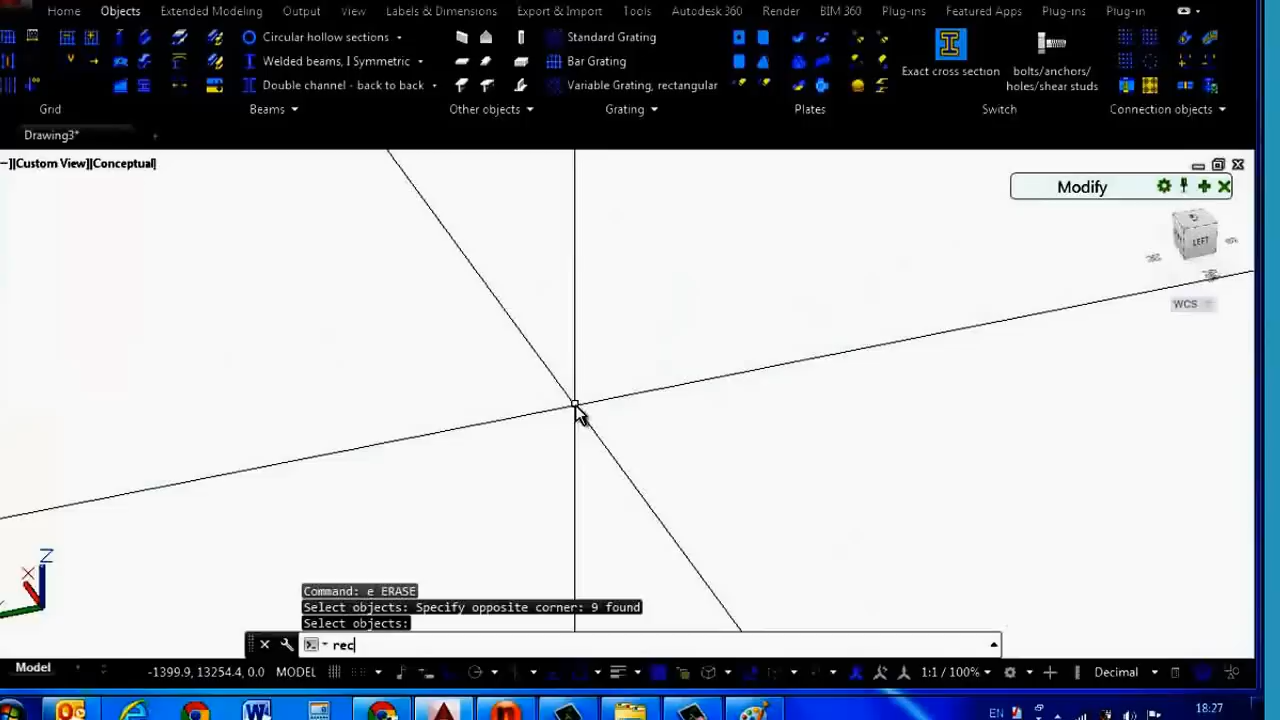 Home Objects Extended Modeling Output View Labels & Dimensions Export & Import Tools Autodesk 360 Render BIM 360 Plug-ins Featured Apps Plug-ins Plug-in
Circular hollow sections
Welded beams, I Symmetric
Double channel - back to back
Standard Grating
Bar Grating
Variable Grating, rectangular
Exact cross section
bolts/anchors/
holes/shear studs
Grid Beams Other objects Grating Plates Switch Connection objects
Drawing3*
–][Custom View][Conceptual]
Modify
LEFT
WCS
Z
X
Command: e ERASE
Select objects: Specify opposite corner: 9 found
Select objects:
rec
Model -1399.9, 13254.4, 0.0 MODEL 1:1 / 100% Decimal
EN 18:27